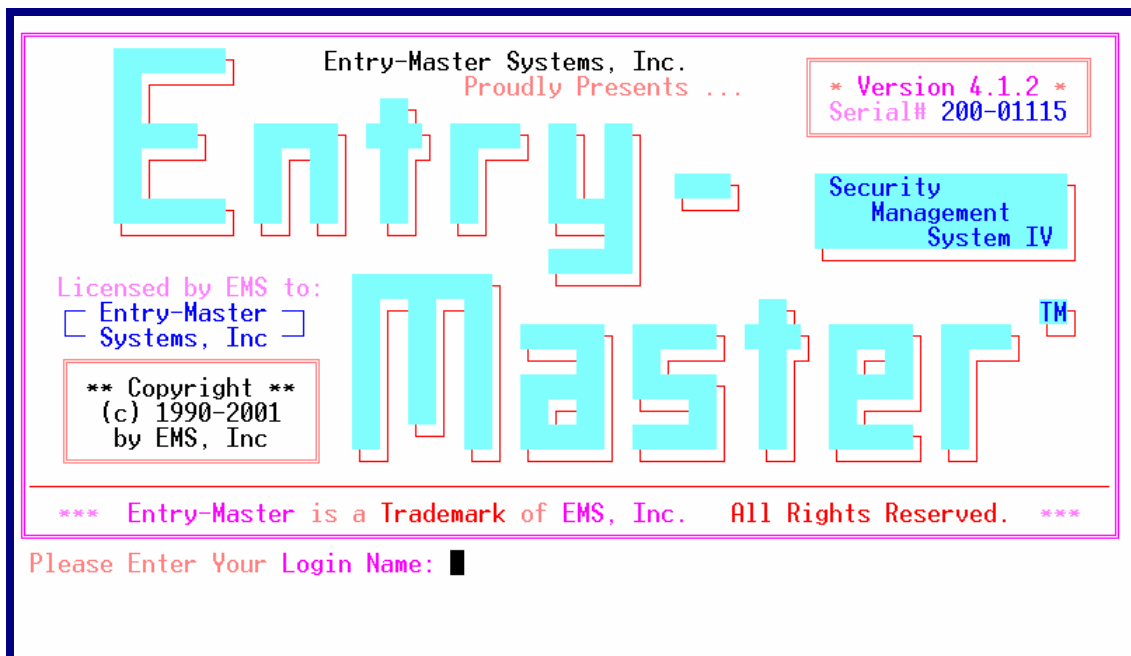 Entry-Master Systems, Inc.
Proudly Presents ...
* Version 4.1.2 *
Serial# 200-01115
Entry-
Security
Management
System IV
Master TM
Licensed by EMS to:
Entry-Master
Systems, Inc
** Copyright **
(c) 1990-2001
by EMS, Inc
*** Entry-Master is a Trademark of EMS, Inc. All Rights Reserved. ***
Please Enter Your Login Name: